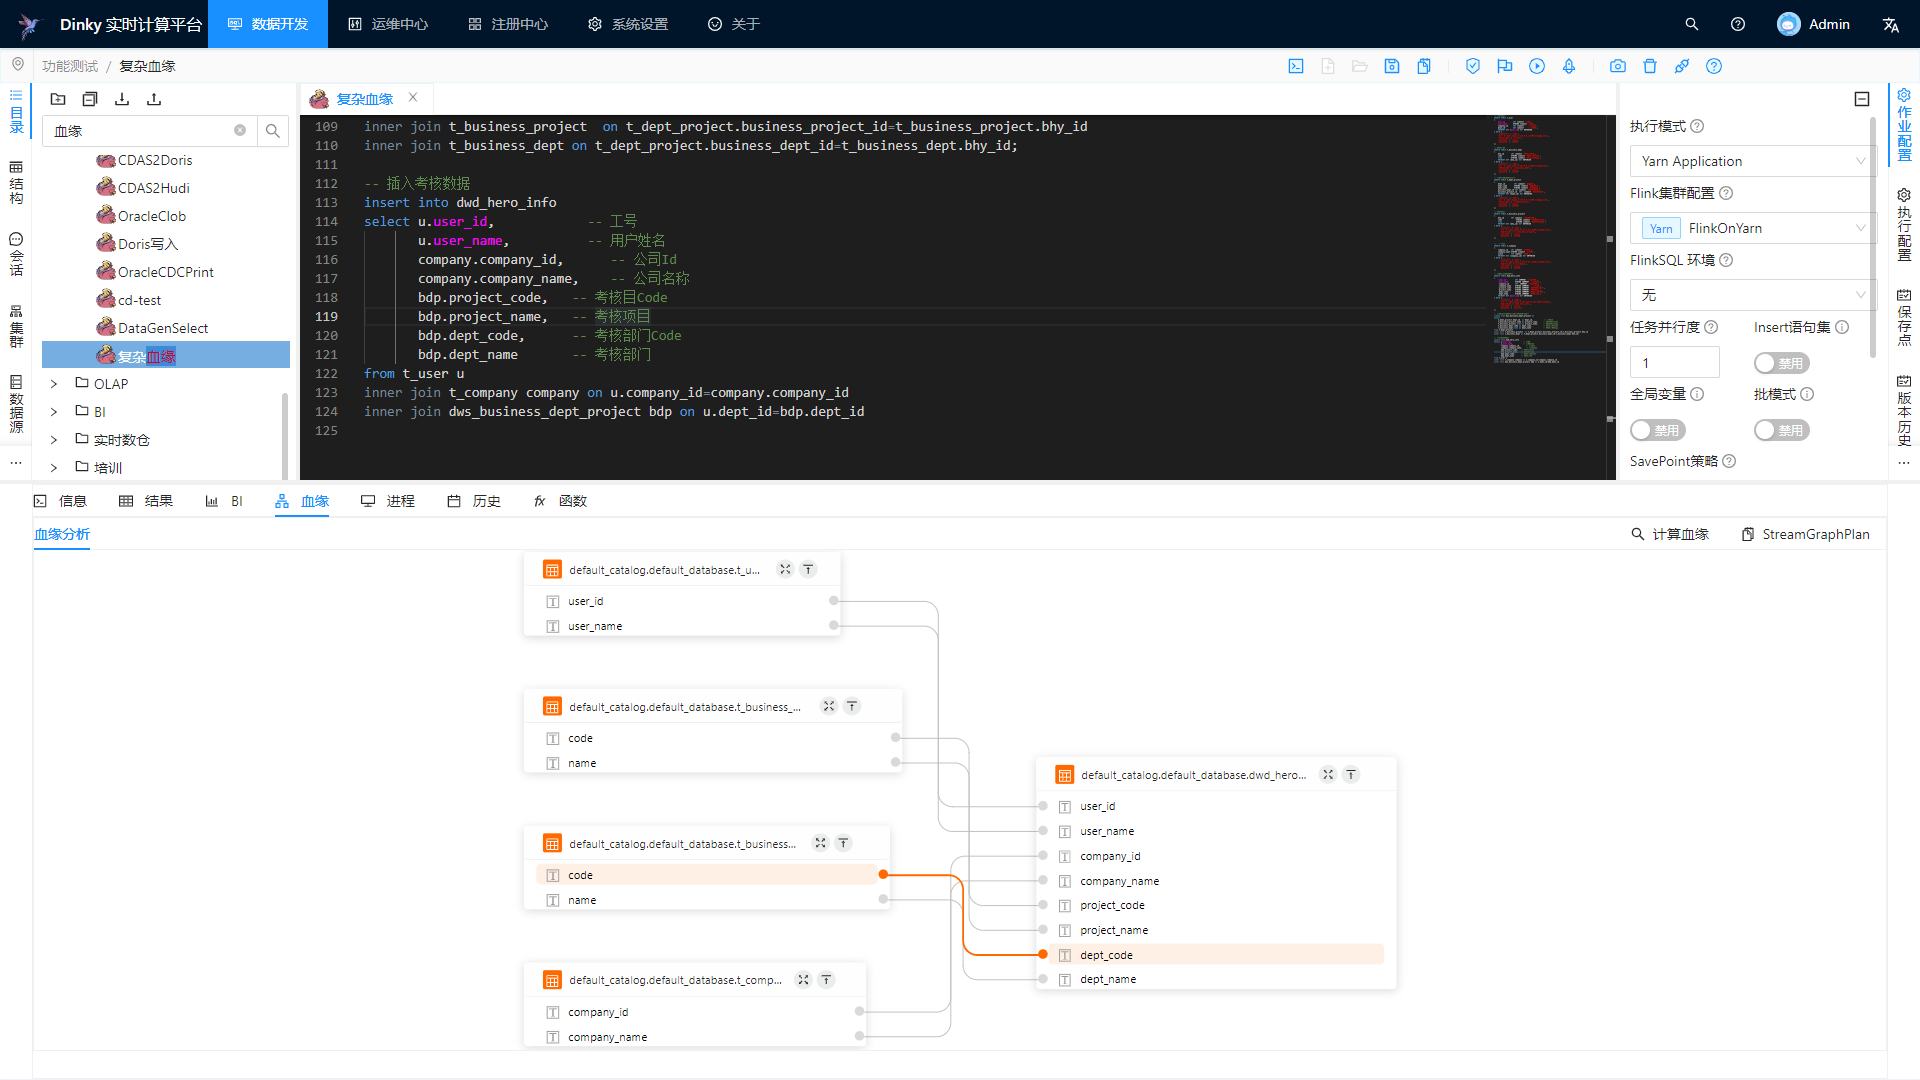 Dinky 实时计算平台
数据开发
运维中心
注册中心
系统设置
关于
Admin
功能测试 / 复杂血缘
目录
结构
会话
集群
数据源
血缘
CDAS2Doris
CDAS2Hudi
OracleClob
Doris写入
OracleCDCPrint
cd-test
DataGenSelect
复杂血缘
OLAP
BI
实时数仓
培训
复杂血缘
109 inner join t_business_project  on t_dept_project.business_project_id=t_business_project.bhy_id
110 inner join t_business_dept on t_dept_project.business_dept_id=t_business_dept.bhy_id;
111
112 -- 插入考核数据
113 insert into dwd_hero_info
114 select u.user_id, -- 工号
115 u.user_name, -- 用户姓名
116 company.company_id, -- 公司Id
117 company.company_name, -- 公司名称
118 bdp.project_code, -- 考核目Code
119 bdp.project_name, -- 考核项目
120 bdp.dept_code, -- 考核部门Code
121 bdp.dept_name -- 考核部门
122 from t_user u
123 inner join t_company company on u.company_id=company.company_id
124 inner join dws_business_dept_project bdp on u.dept_id=bdp.dept_id
125
执行模式
Yarn Application
Flink集群配置
Yarn FlinkOnYarn
FlinkSQL 环境
无
任务并行度 Insert语句集
1 禁用
全局变量 批模式
禁用 禁用
SavePoint策略
作业配置
执行配置
保存点
版本历史
信息
结果
BI
血缘
进程
历史
函数
血缘分析
计算血缘
StreamGraphPlan
default_catalog.default_database.t_u...
user_id
user_name
default_catalog.default_database.t_business_...
code
name
default_catalog.default_database.t_business...
code
name
default_catalog.default_database.t_comp...
company_id
company_name
default_catalog.default_database.dwd_hero...
user_id
user_name
company_id
company_name
project_code
project_name
dept_code
dept_name